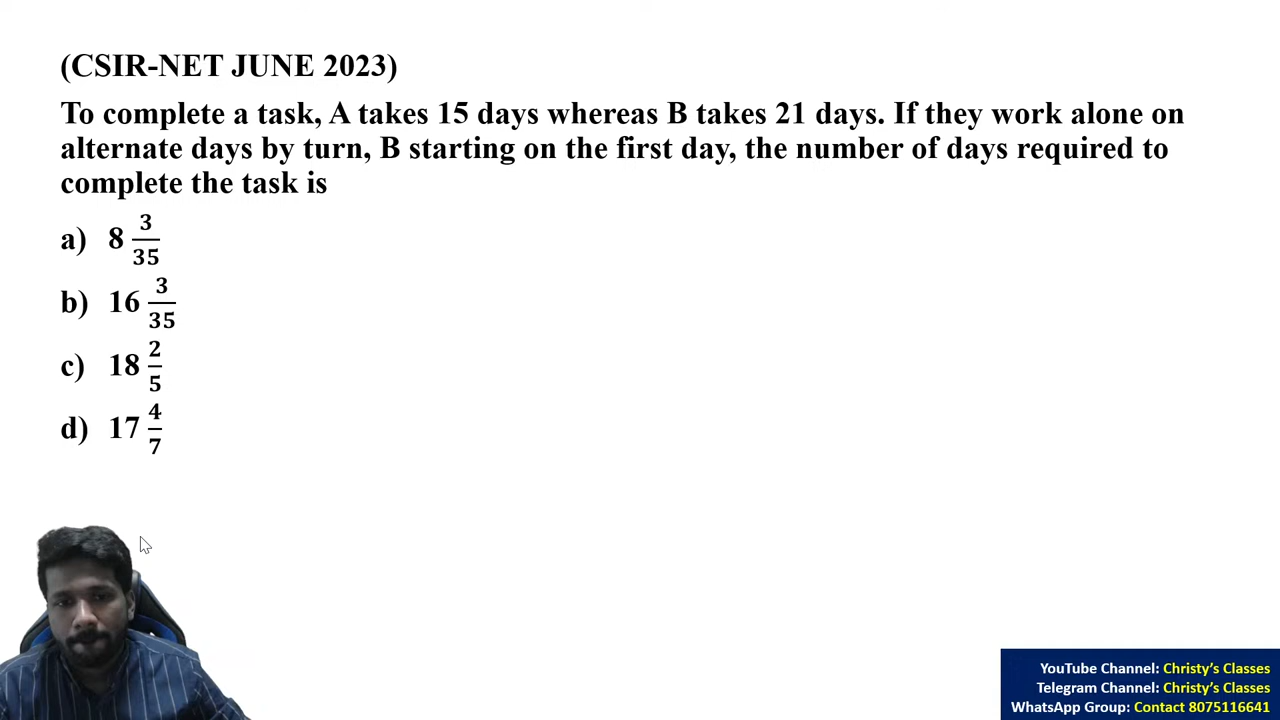 (CSIR-NET JUNE 2023)
To complete a task, A takes 15 days whereas B takes 21 days. If they work alone on
alternate days by turn, B starting on the first day, the number of days required to
complete the task is
a) 8 3/35
b) 16 3/35
c) 18 2/5
d) 17 4/7
YouTube Channel: Christy's Classes
Telegram Channel: Christy's Classes
WhatsApp Group: Contact 8075116641